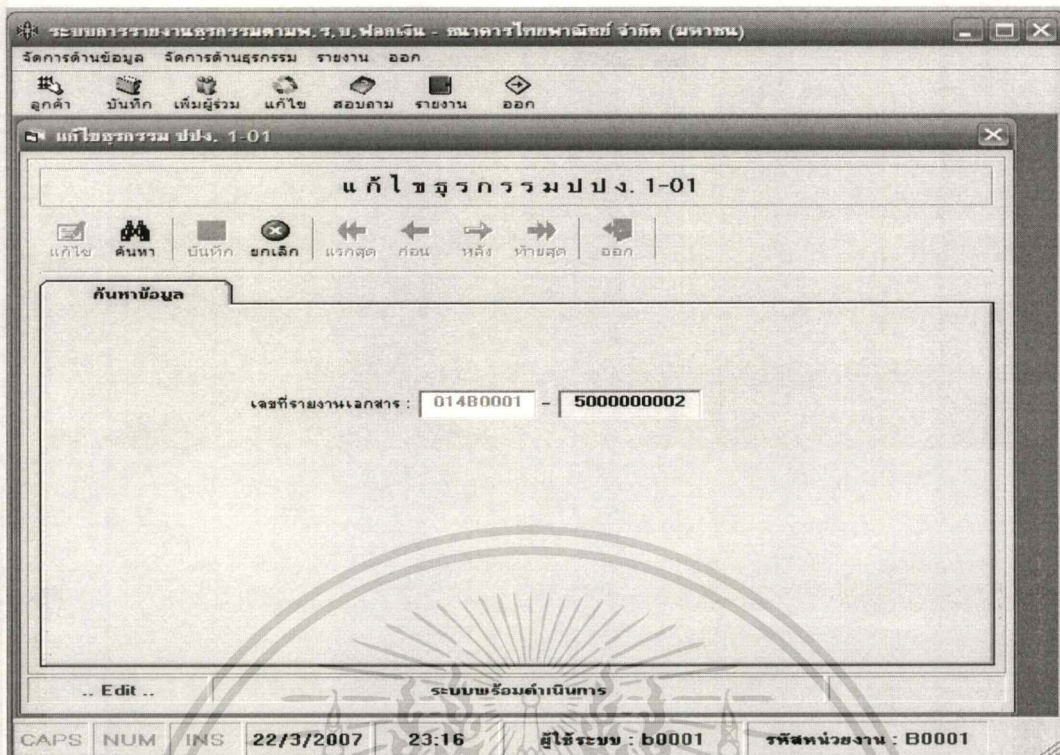 ระบบการรายงานธุรกรรมตามพ.ร.บ.ฟอกเงิน - ธนาคารไทยพาณิชย์ จำกัด (มหาชน)
จัดการด้านข้อมูล จัดการด้านธุรกรรม รายงาน ออก
ลูกค้า บันทึก เพิ่มผู้ร่วม แก้ไข สอบถาม รายงาน ออก
แก้ไขธุรกรรม ปปง. 1-01
แก้ไขธุรกรรมปปง. 1-01
แก้ไข ค้นหา บันทึก ยกเลิก แรกสุด ก่อน หลัง ท้ายสุด ออก
ค้นหาข้อมูล
เลขที่รายงานเอกสาร : 014B0001 - 5000000002
.. Edit .. ระบบพร้อมดำเนินการ
CAPS NUM INS 22/3/2007 23:16 ผู้ใช้ระบบ : b0001 รหัสหน่วยงาน : B0001